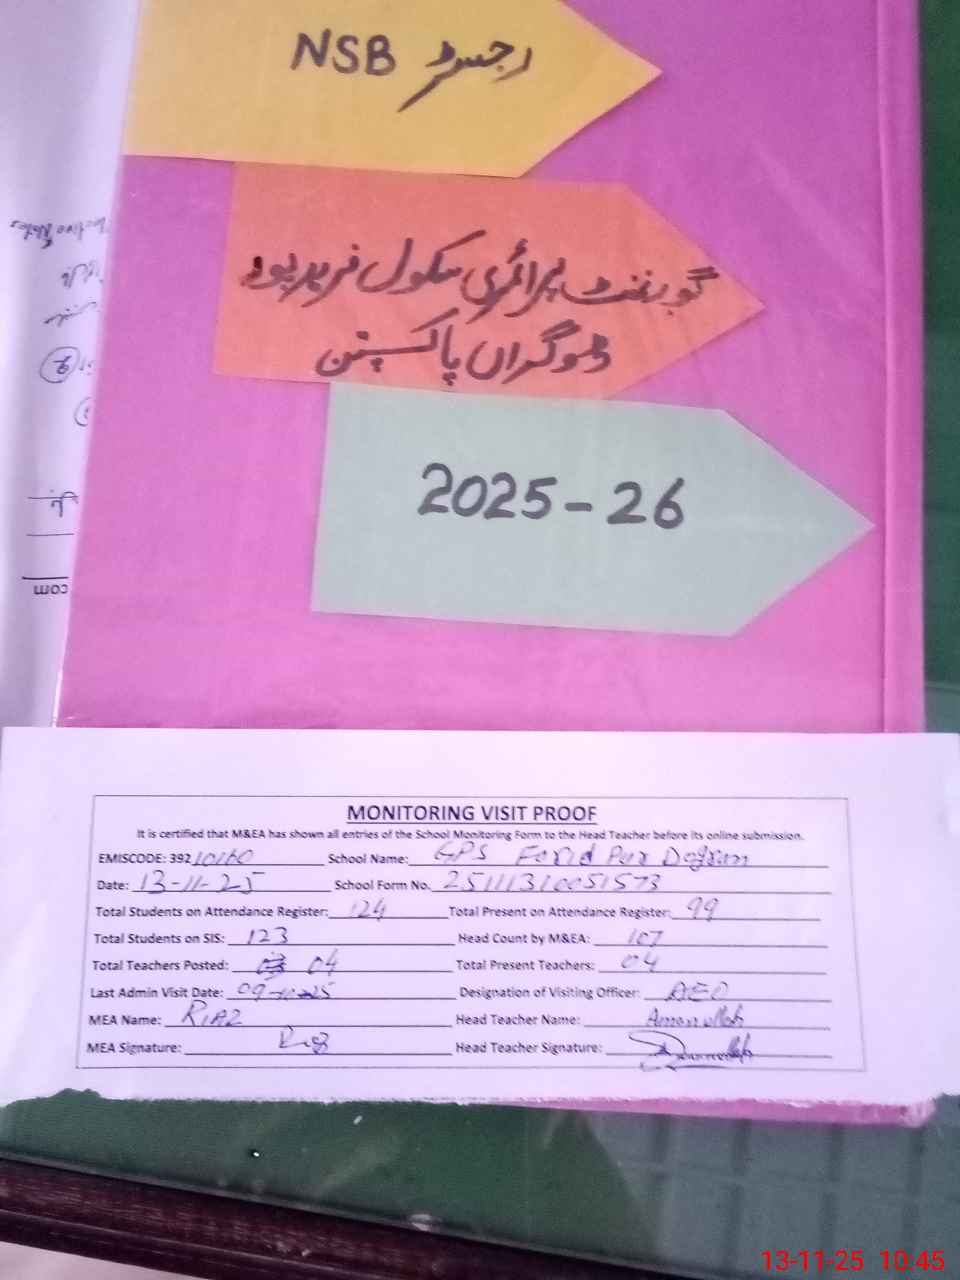 رجسٹر NSB
گورنمنٹ پرائمری سکول فریدپور
ڈوگراں پاکپتن
2025-26
com
MONITORING VISIT PROOF
It is certified that M&EA has shown all entries of the School Monitoring Form to the Head Teacher before its online submission.
EMISCODE: 392 10160 School Name: GPS Farid Pur Dogran
Date: 13-11-25 School Form No. 25111310051573
Total Students on Attendance Register: 124 Total Present on Attendance Register: 99
Total Students on SIS: 123 Head Count by M&EA: 107
Total Teachers Posted: 04 Total Present Teachers: 04
Last Admin Visit Date: 09-10-25 Designation of Visiting Officer: AEO
MEA Name: RIAZ Head Teacher Name: Amanullah
MEA Signature: Head Teacher Signature:
13-11-25 10:45